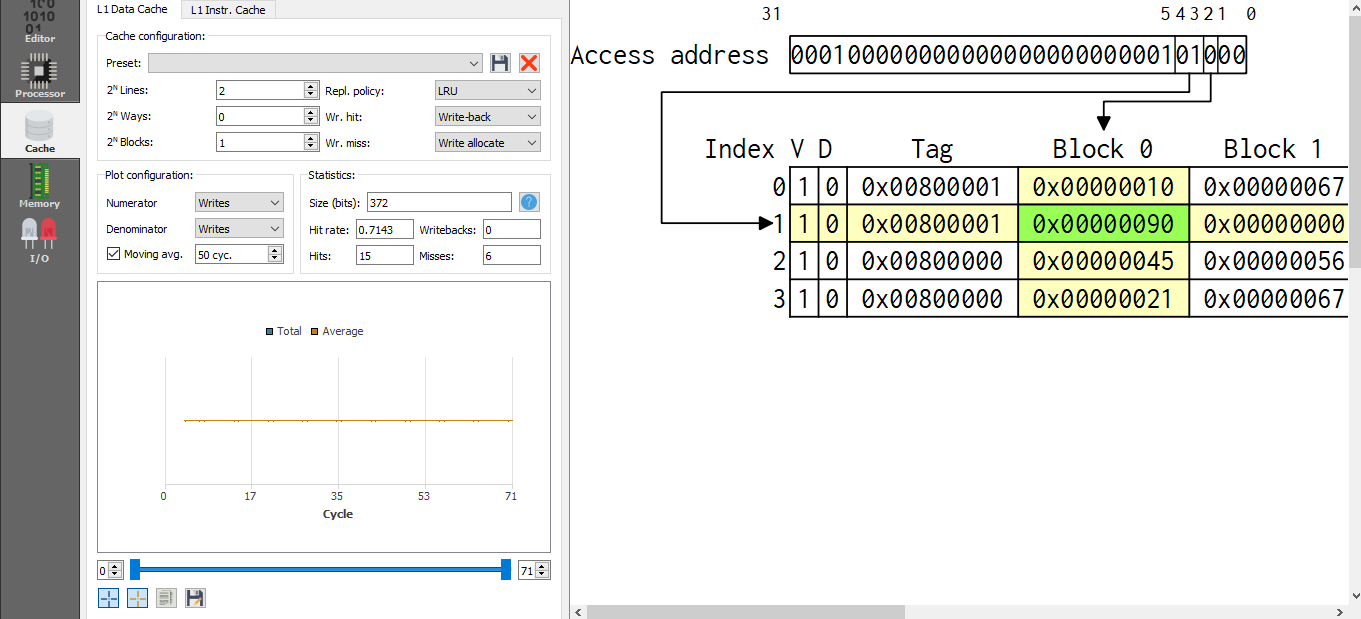 1010
01
Editor
Processor
Cache
Memory
I/O
L1 Data Cache
L1 Instr. Cache
Cache configuration:
Preset:
2ᴺ Lines: 2 Repl. policy: LRU
2ᴺ Ways: 0 Wr. hit: Write-back
2ᴺ Blocks: 1 Wr. miss: Write allocate
Plot configuration:
Numerator Writes
Denominator Writes
Moving avg. 50 cyc.
Statistics:
Size (bits): 372 ?
Hit rate: 0.7143 Writebacks: 0
Hits: 15 Misses: 6
Total Average
0 17 35 53 71
Cycle
0 71
31 5 4 3 2 1 0
Access address 00010000000000000000000000101000
Index V D Tag Block 0 Block 1
0 1 0 0x00800001 0x00000010 0x00000067
1 1 0 0x00800001 0x00000090 0x00000000
2 1 0 0x00800000 0x00000045 0x00000056
3 1 0 0x00800000 0x00000021 0x00000067